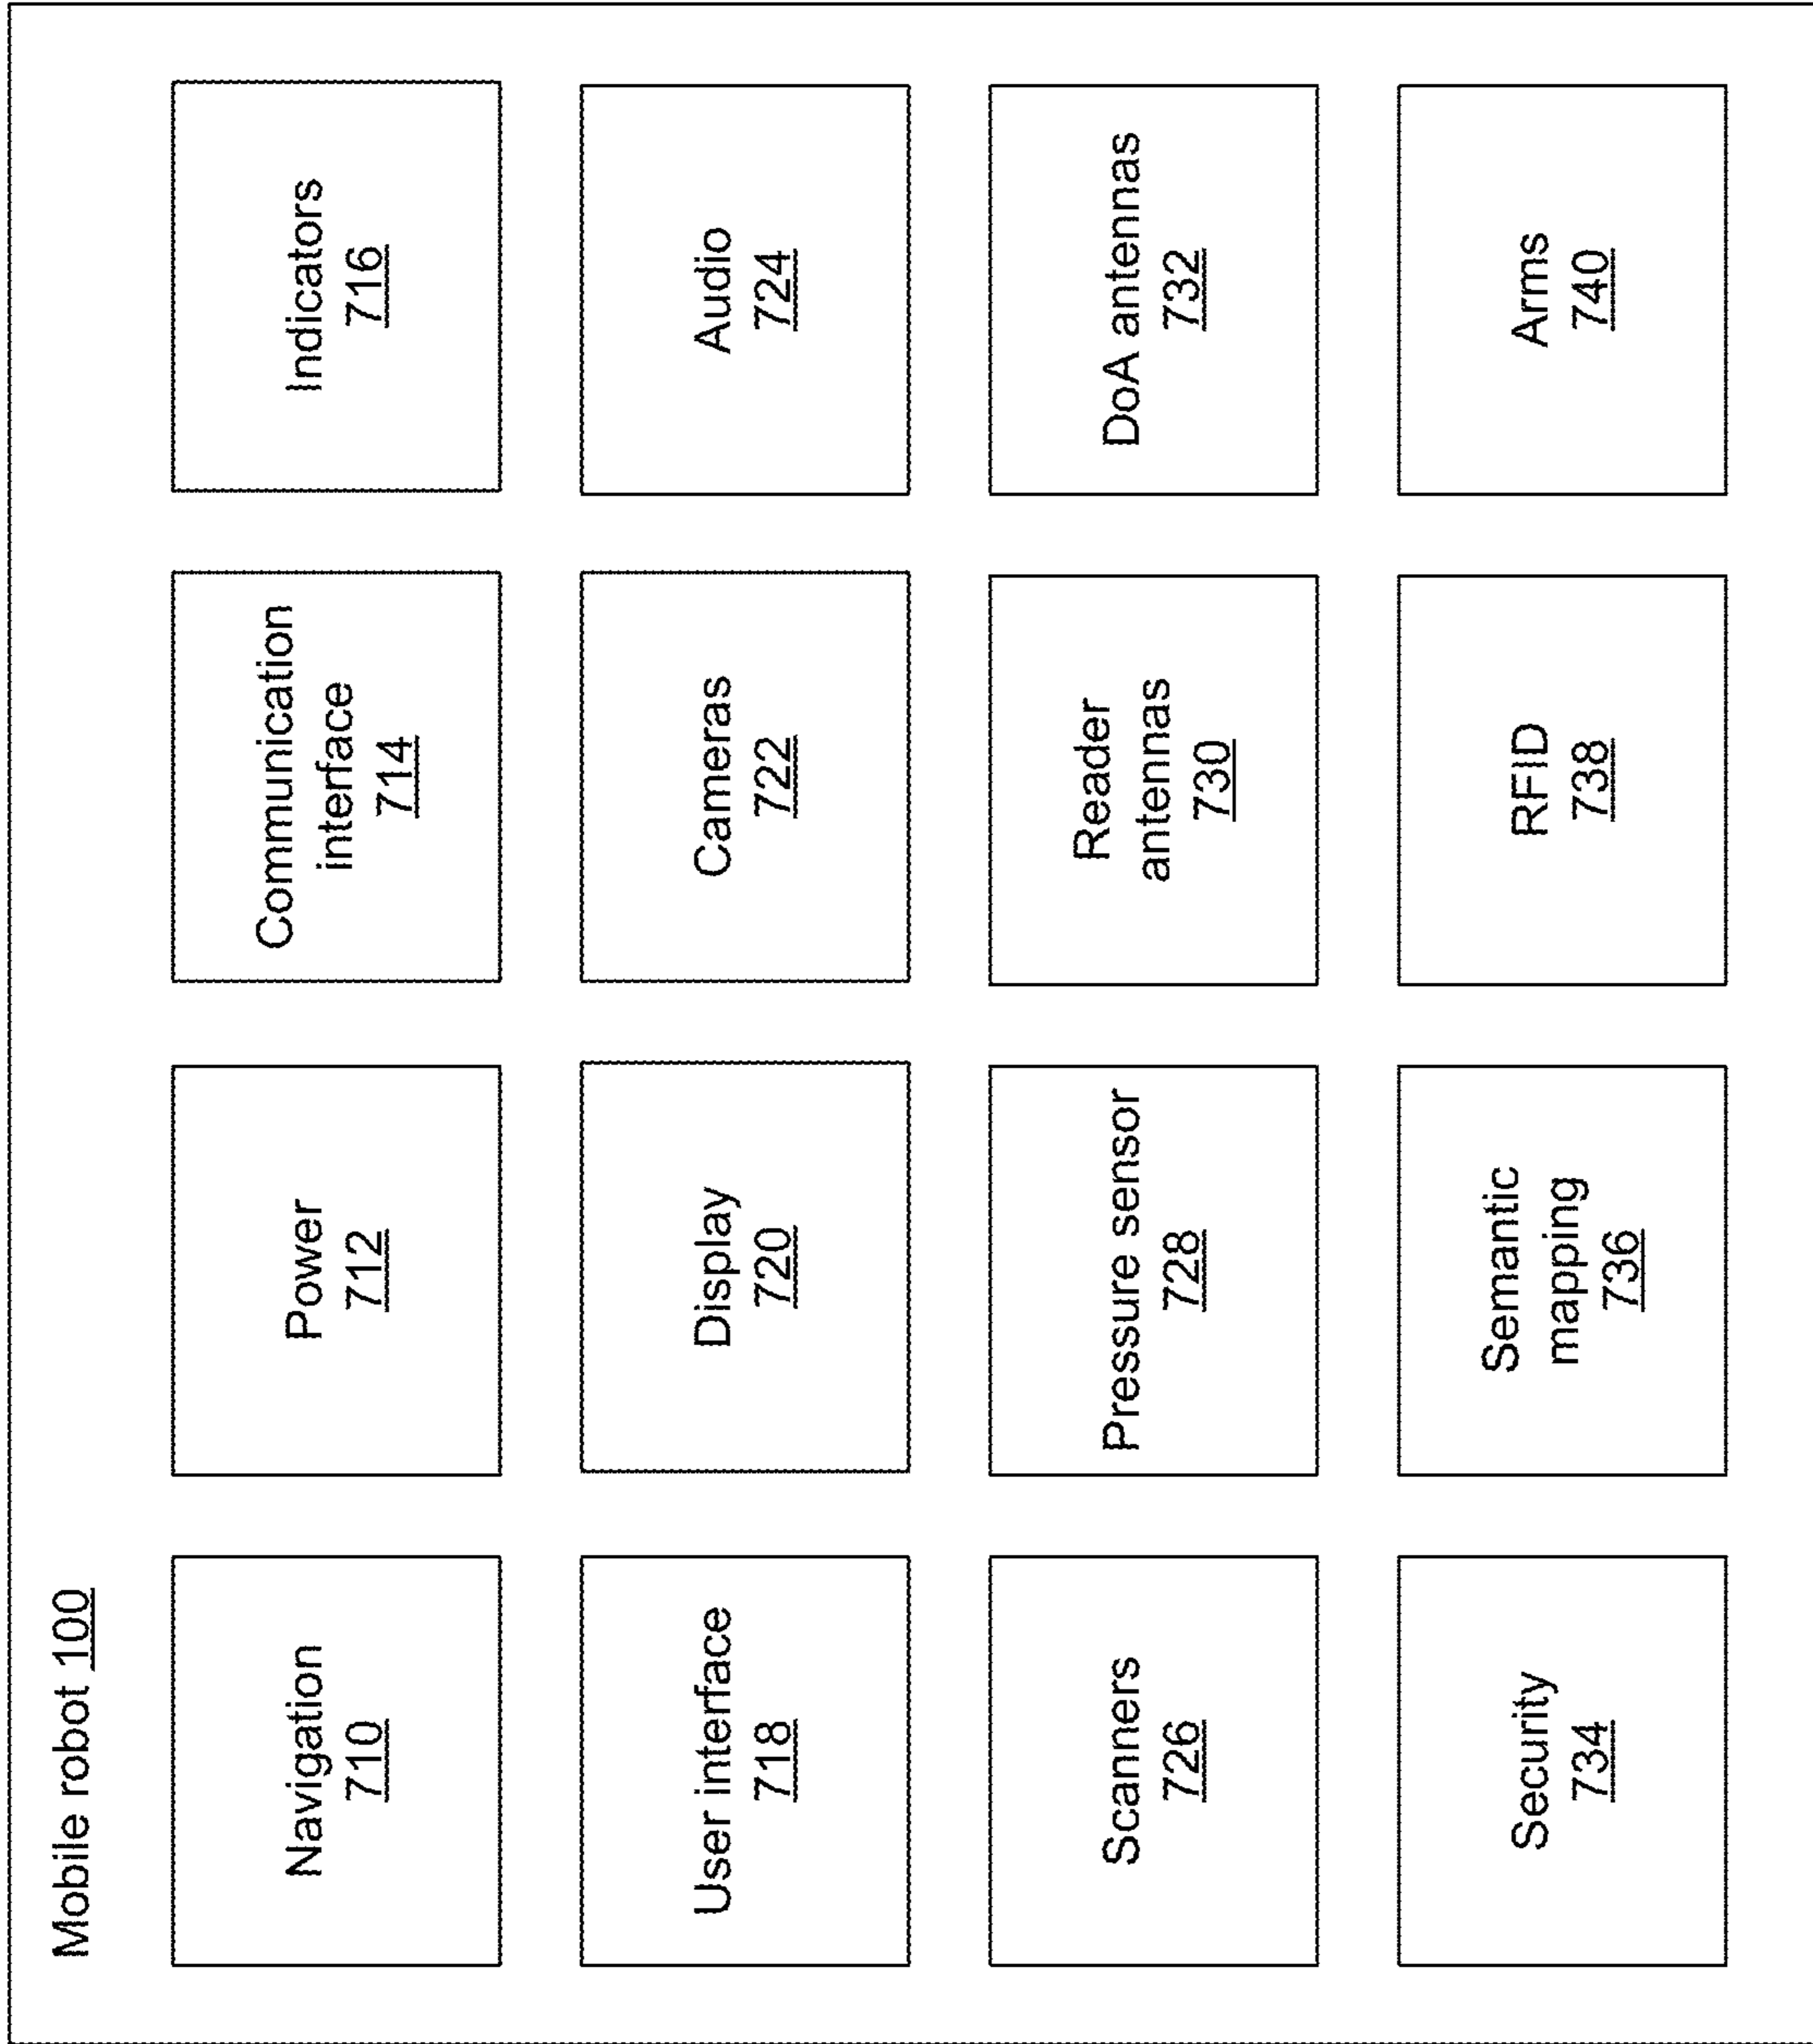 Mobile robot 100
Navigation
710
Power
712
Communication
interface
714
Indicators
716
User interface
718
Display
720
Cameras
722
Audio
724
Scanners
726
Pressure sensor
728
Reader
antennas
730
DoA antennas
732
Security
734
Semantic
mapping
736
RFID
738
Arms
740